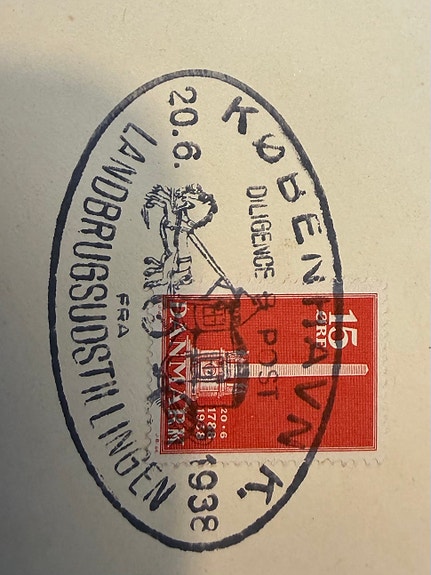 KØBENHAVN K.
DILIGENCE POST
20.6. 1938
FRA
LANDBRUGSUDSTILLINGEN
15
ØRE
20·6
1788
1938
DANMARK